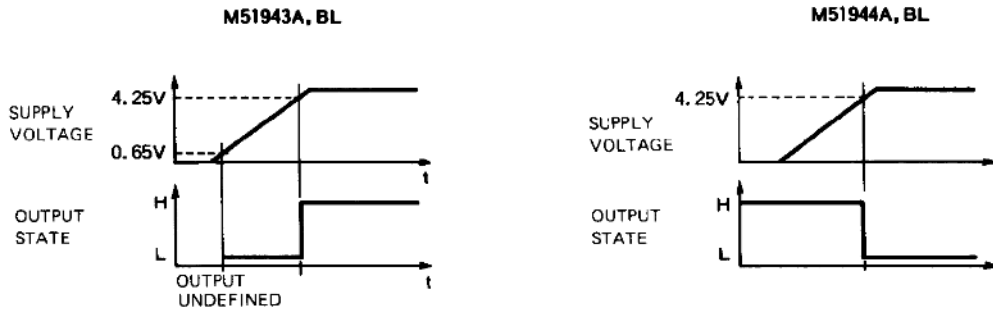 M51943A, BL
4.25V
SUPPLY
VOLTAGE
0.65V
t
H
OUTPUT
STATE
L
OUTPUT
UNDEFINED
t
M51944A, BL
4.25V
SUPPLY
VOLTAGE
H
OUTPUT
STATE
L